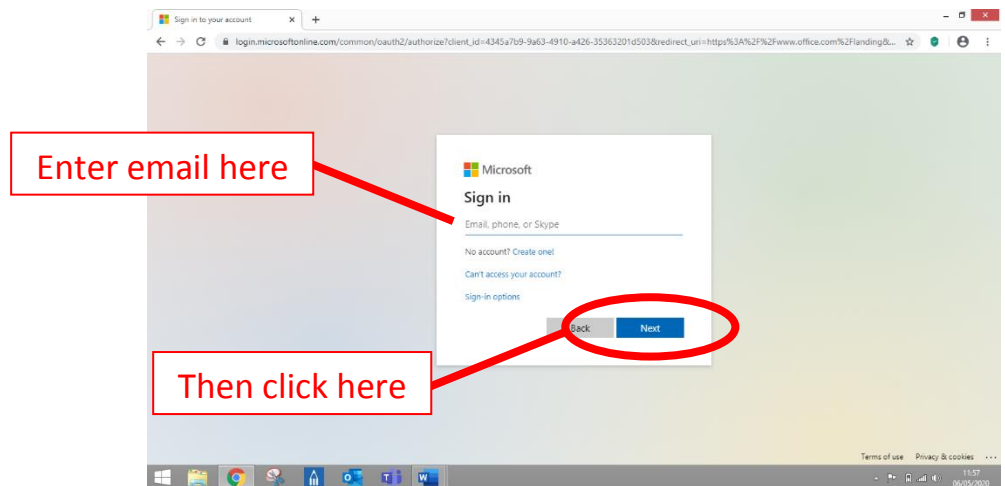 Sign in to your account
login.microsoftonline.com/common/oauth2/authorize?client_id=4345a7b9-9a63-4910-a426-35363201d503&redirect_uri=https%3A%2F%2Fwww.office.com%2Flanding&...
Enter email here
Microsoft
Sign in
Email, phone, or Skype
No account? Create one!
Can't access your account?
Sign-in options
Back
Next
Then click here
Terms of use Privacy & cookies ...
11:57
06/05/2020